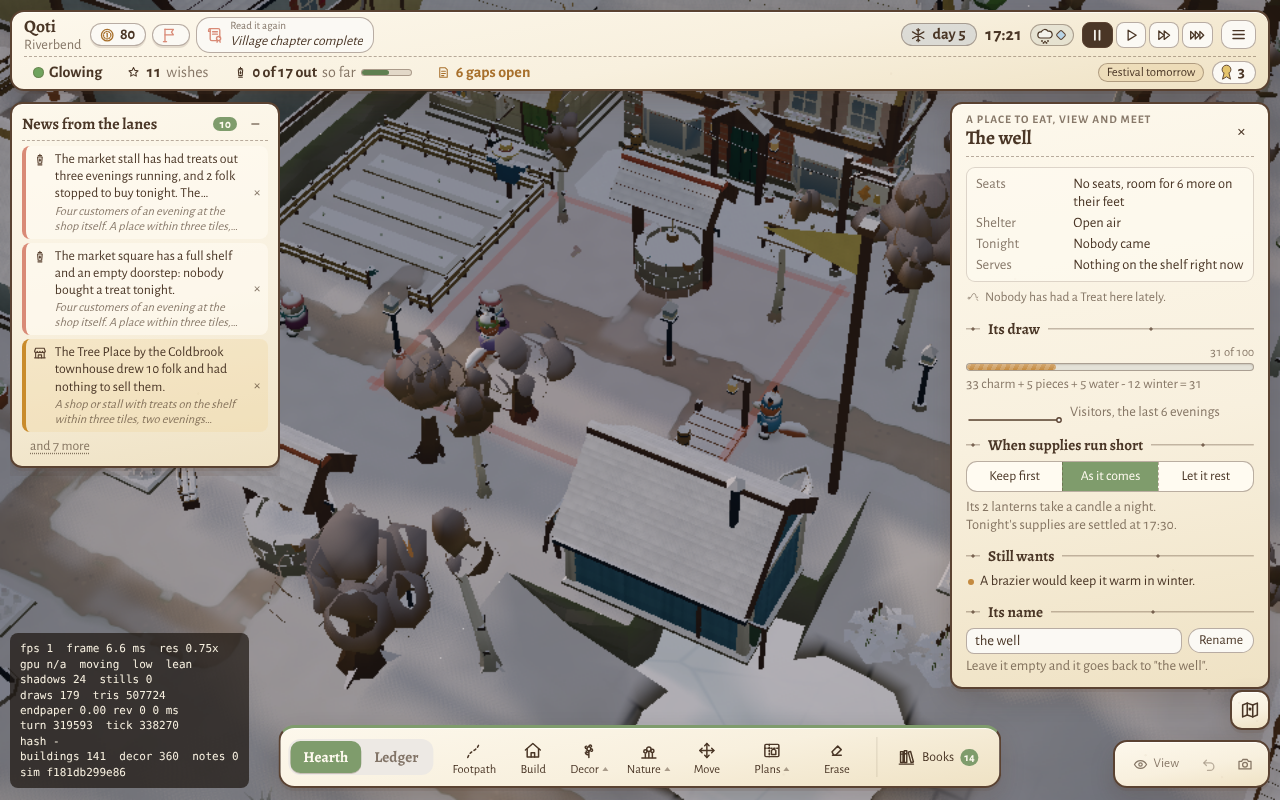 Qoti
Riverbend
80
Read it again
Village chapter complete
day 5
17:21
Glowing
11 wishes
0 of 17 out so far
6 gaps open
Festival tomorrow
3
News from the lanes
10
The market stall has had treats out
three evenings running, and 2 folk
stopped to buy tonight. The…
Four customers of an evening at the
shop itself. A place within three tiles,…
The market square has a full shelf
and an empty doorstep: nobody
bought a treat tonight.
Four customers of an evening at the
shop itself. A place within three tiles,…
The Tree Place by the Coldbrook
townhouse drew 10 folk and had
nothing to sell them.
A shop or stall with treats on the shelf
within three tiles, two evenings…
and 7 more
A PLACE TO EAT, VIEW AND MEET
The well
Seats No seats, room for 6 more on
their feet
Shelter Open air
Tonight Nobody came
Serves Nothing on the shelf right now
Nobody has had a Treat here lately.
Its draw
31 of 100
33 charm + 5 pieces + 5 water - 12 winter = 31
Visitors, the last 6 evenings
When supplies run short
Keep first As it comes Let it rest
Its 2 lanterns take a candle a night.
Tonight's supplies are settled at 17:30.
Still wants
A brazier would keep it warm in winter.
Its name
the well Rename
Leave it empty and it goes back to "the well".
fps 1 frame 6.6 ms res 0.75x
gpu n/a moving low lean
shadows 24 stills 0
draws 179 tris 507724
endpaper 0.00 rev 0 0 ms
turn 319593 tick 338270
hash -
buildings 141 decor 360 notes 0
sim f181db299e86
Hearth Ledger
Footpath Build Decor Nature Move Plans Erase
Books 14
View